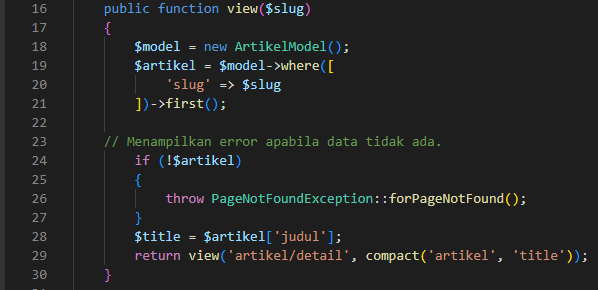 16 public function view($slug)
17 {
18 $model = new ArtikelModel();
19 $artikel = $model->where([
20 'slug' => $slug
21 ])->first();
22
23 // Menampilkan error apabila data tidak ada.
24 if (!$artikel)
25 {
26 throw PageNotFoundException::forPageNotFound();
27 }
28 $title = $artikel['judul'];
29 return view('artikel/detail', compact('artikel', 'title'));
30 }